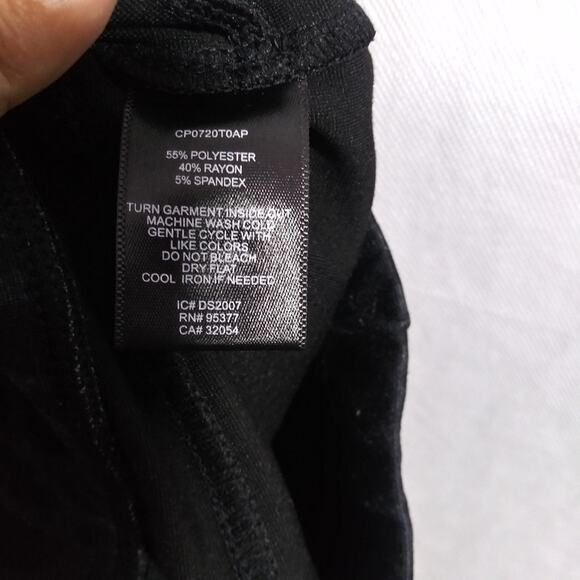 CP0720T0AP
55% POLYESTER
40% RAYON
5% SPANDEX
TURN GARMENT INSIDE OUT
MACHINE WASH COLD
GENTLE CYCLE WITH
LIKE COLORS
DO NOT BLEACH
DRY FLAT
COOL IRON IF NEEDED
IC# DS2007
RN# 95377
CA# 32054